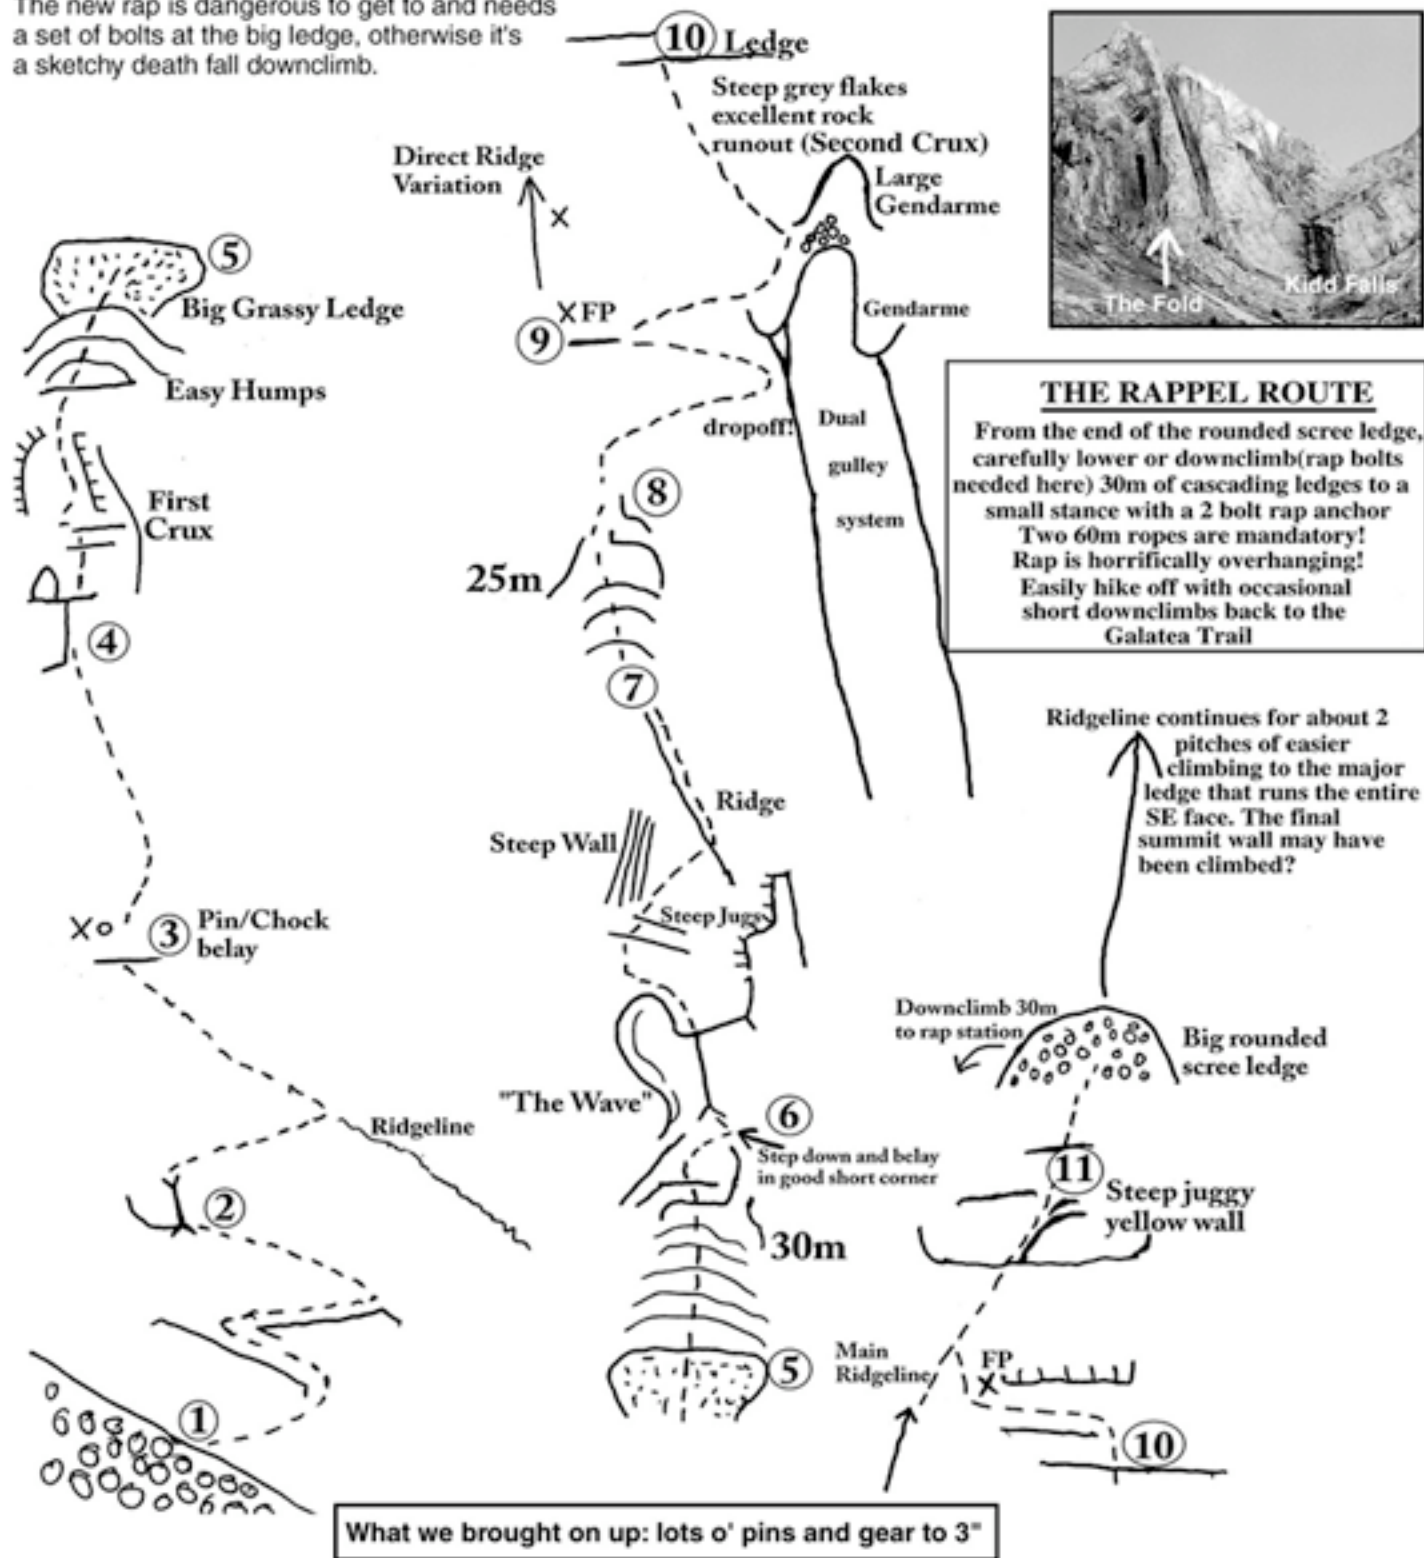 The new rap is dangerous to get to and needs
a set of bolts at the big ledge, otherwise it's
a sketchy death fall downclimb.
10 Ledge
Steep grey flakes
excellent rock
runout (Second Crux)
Direct Ridge
Variation
X
Large
Gendarme
5
Big Grassy Ledge
X FP
9
Gendarme
The Fold
Kidd Falls
Easy Humps
dropoff!
Dual
gulley
system
First
Crux
8
25m
4
7
THE RAPPEL ROUTE
From the end of the rounded scree ledge,
carefully lower or downclimb(rap bolts
needed here) 30m of cascading ledges to a
small stance with a 2 bolt rap anchor
Two 60m ropes are mandatory!
Rap is horrifically overhanging!
Easily hike off with occasional
short downclimbs back to the
Galatea Trail
Ridge
Steep Wall
Steep Jugs
Ridgeline continues for about 2
pitches of easier
climbing to the major
ledge that runs the entire
SE face. The final
summit wall may have
been climbed?
X
3
Pin/Chock
belay
Downclimb 30m
to rap station
Big rounded
scree ledge
"The Wave"
6
Step down and belay
in good short corner
Ridgeline
2
30m
11
Steep juggy
yellow wall
5
Main
Ridgeline
FP
X
1
10
What we brought on up: lots o' pins and gear to 3"